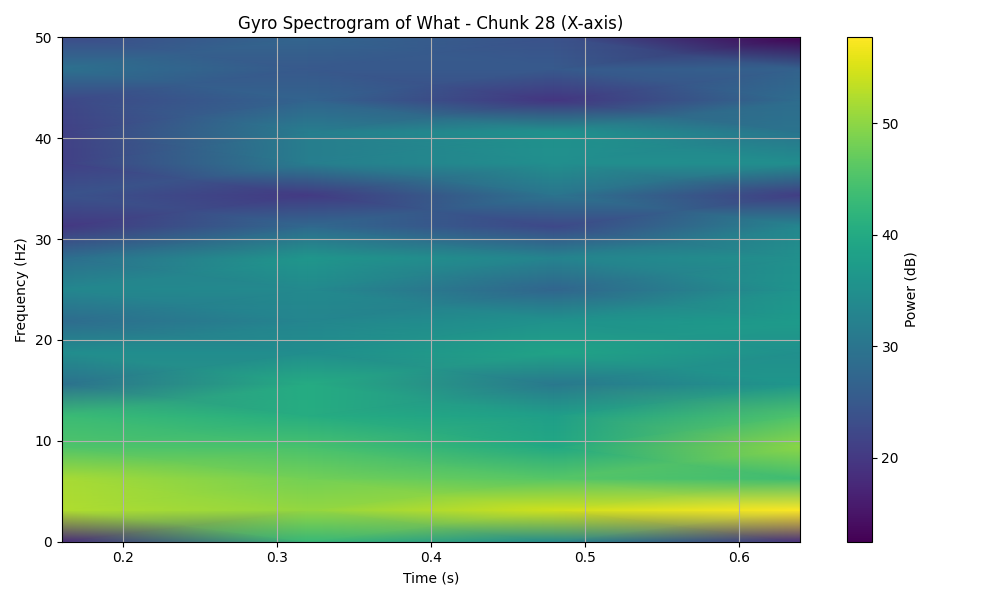 Gyro Spectrogram of What - Chunk 28 (X-axis)
50
40
30
20
10
0
Frequency (Hz)
0.2 0.3 0.4 0.5 0.6
Time (s)
50
40
30
20
Power (dB)